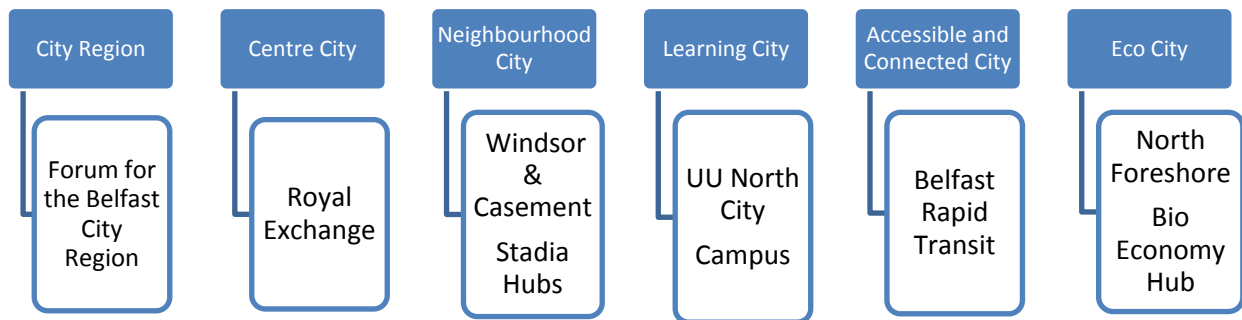 City Region
Forum for
the Belfast
City
Region
Centre City
Royal
Exchange
Neighbourhood
City
Windsor
&
Casement
Stadia
Hubs
Learning City
UU North
City
Campus
Accessible and
Connected City
Belfast
Rapid
Transit
Eco City
North
Foreshore
Bio
Economy
Hub